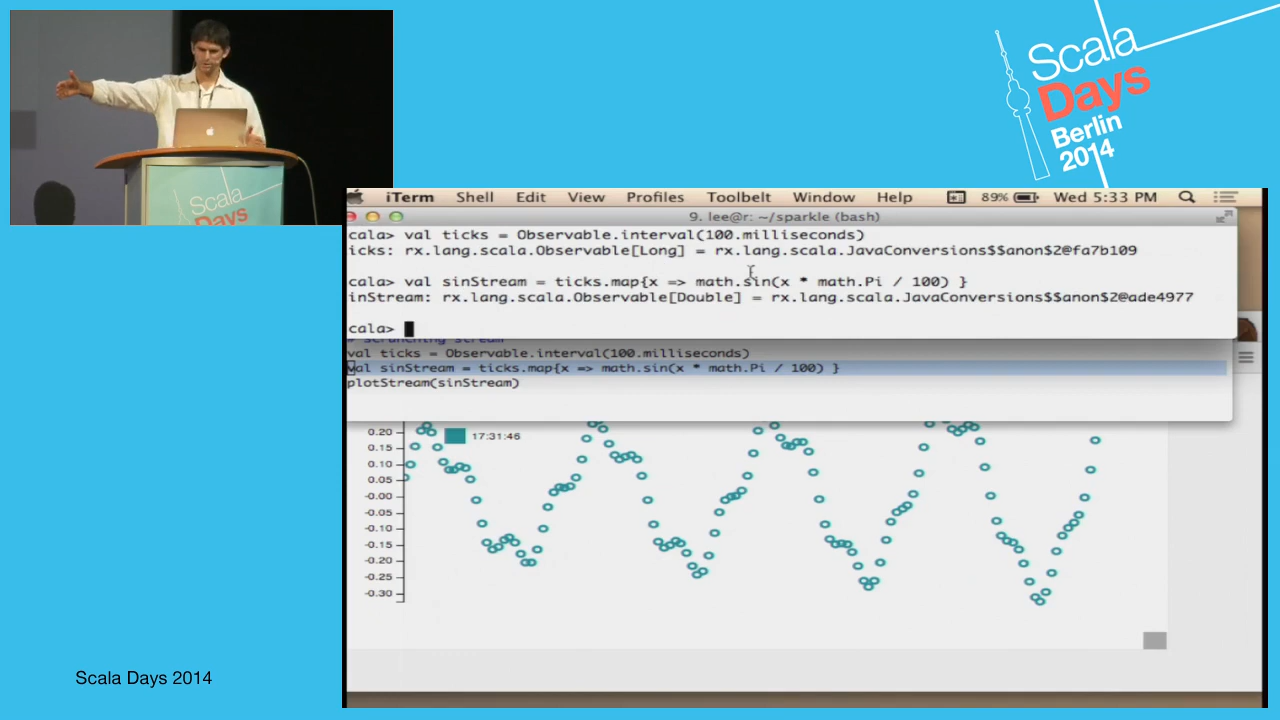 Scala
Days
Berlin
2014
Scala
Days
iTerm Shell Edit View Profiles Toolbelt Window Help 89% Wed 5:33 PM
9. lee@r: ~/sparkle (bash)
cala> val ticks = Observable.interval(100.milliseconds)
icks: rx.lang.scala.Observable[Long] = rx.lang.scala.JavaConversions$$anon$2@fa7b109
cala> val sinStream = ticks.map{x => math.sin(x * math.Pi / 100) }
inStream: rx.lang.scala.Observable[Double] = rx.lang.scala.JavaConversions$$anon$2@ade4977
cala>
val ticks = Observable.interval(100.milliseconds)
val sinStream = ticks.map{x => math.sin(x * math.Pi / 100) }
plotStream(sinStream)
17:31:46
0.20
0.15
0.10
0.05
-0.00
-0.05
-0.10
-0.15
-0.20
-0.25
-0.30
Scala Days 2014